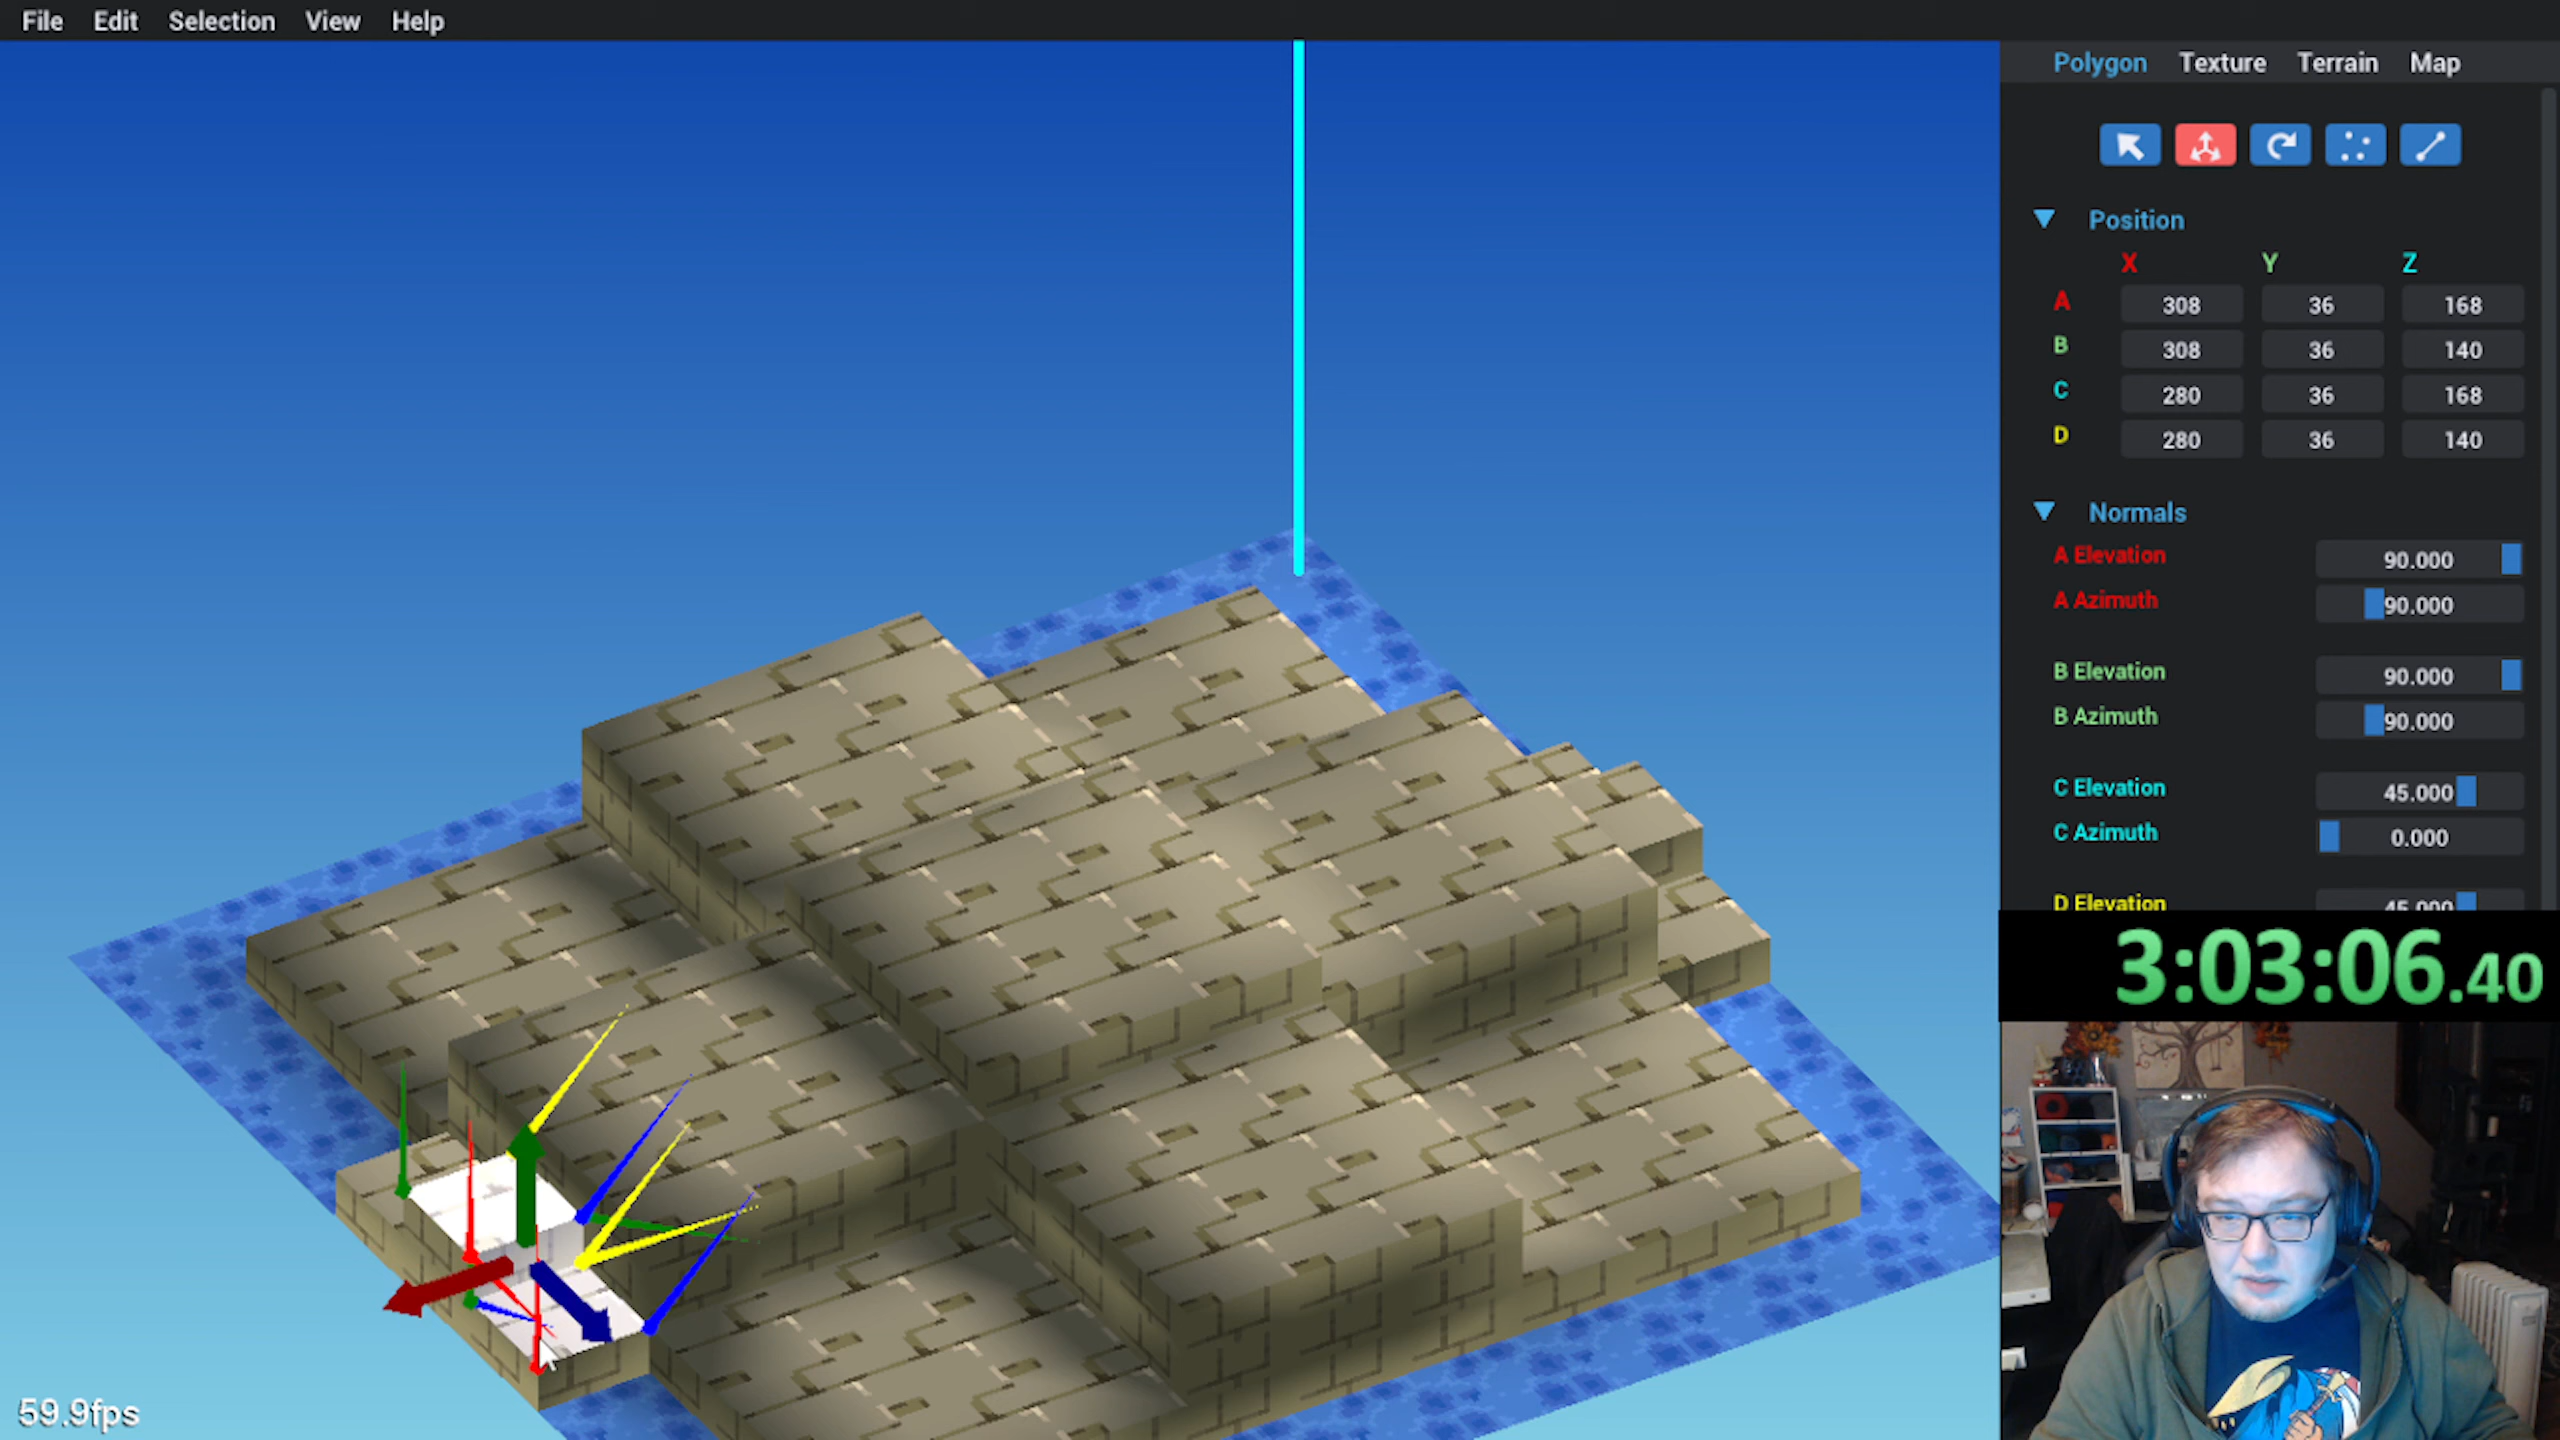 File Edit Selection View Help
Polygon Texture Terrain Map
Position
X Y Z
A 308 36 168
B 308 36 140
C 280 36 168
D 280 36 140
Normals
A Elevation 90.000
A Azimuth 90.000
B Elevation 90.000
B Azimuth 90.000
C Elevation 45.000
C Azimuth 0.000
D Elevation 45.000
3:03:06.40
59.9fps